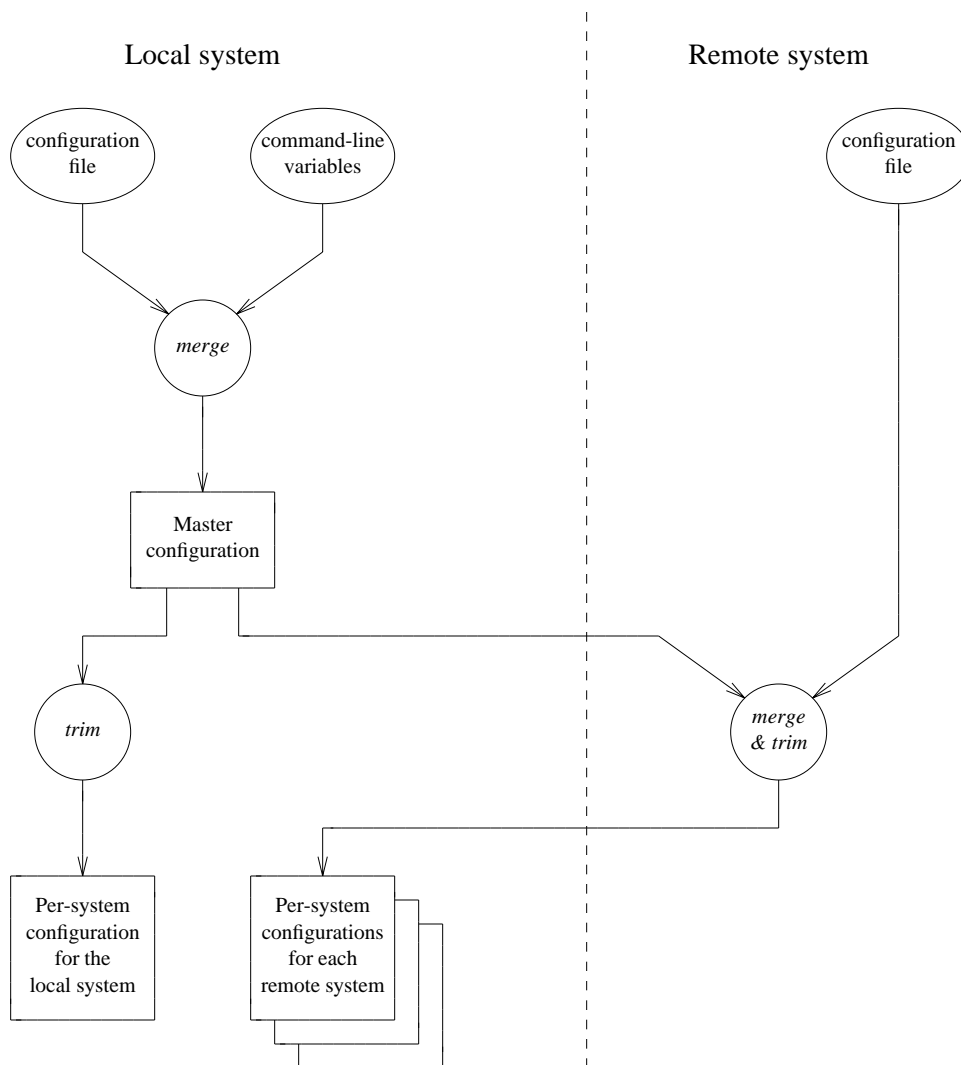 Local system
Remote system
configuration
file
command-line
variables
configuration
file
merge
Master
configuration
trim
merge
& trim
Per-system
configuration
for the
local system
Per-system
configurations
for each
remote system